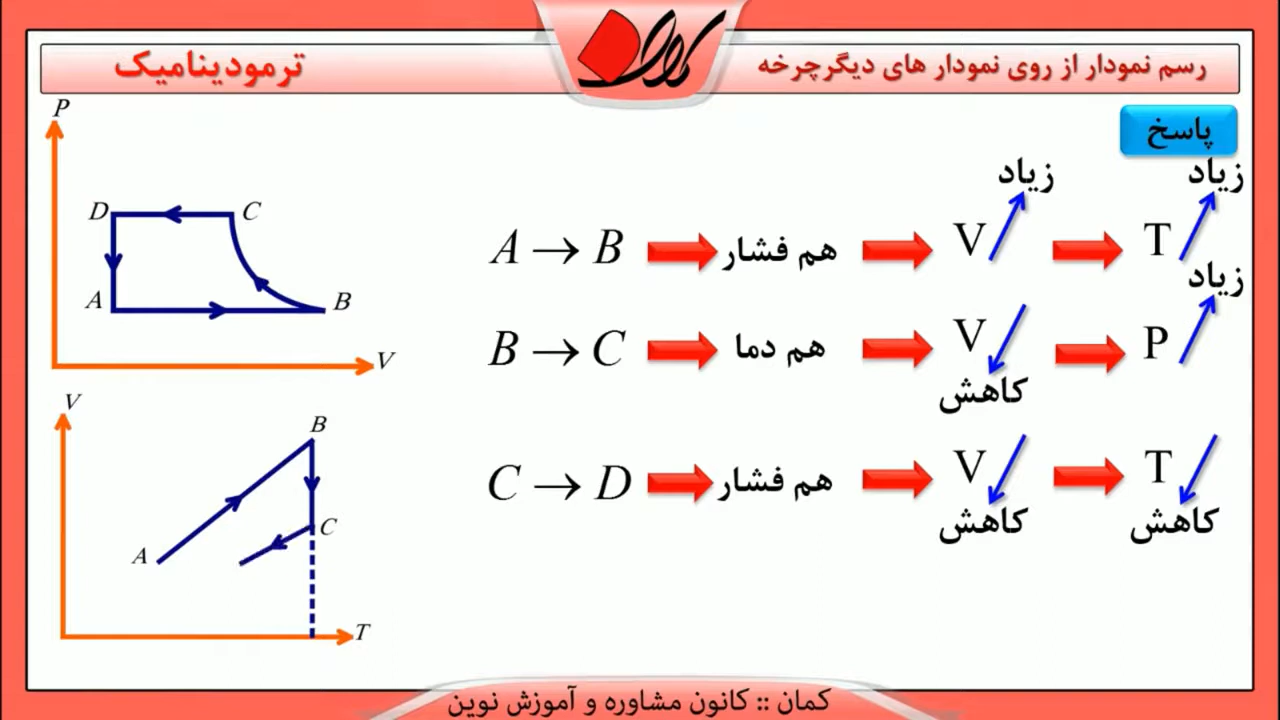 رسم نمودار از روی نمودار های دیگرچرخه
کمان
ترمودینامیک
پاسخ
P
D
C
A
B
V
V
B
C
A
T
A → B هم فشار V زیاد T زیاد
B → C هم دما V کاهش P زیاد
C → D هم فشار V کاهش T کاهش
کمان :: کانون مشاوره و آموزش نوین